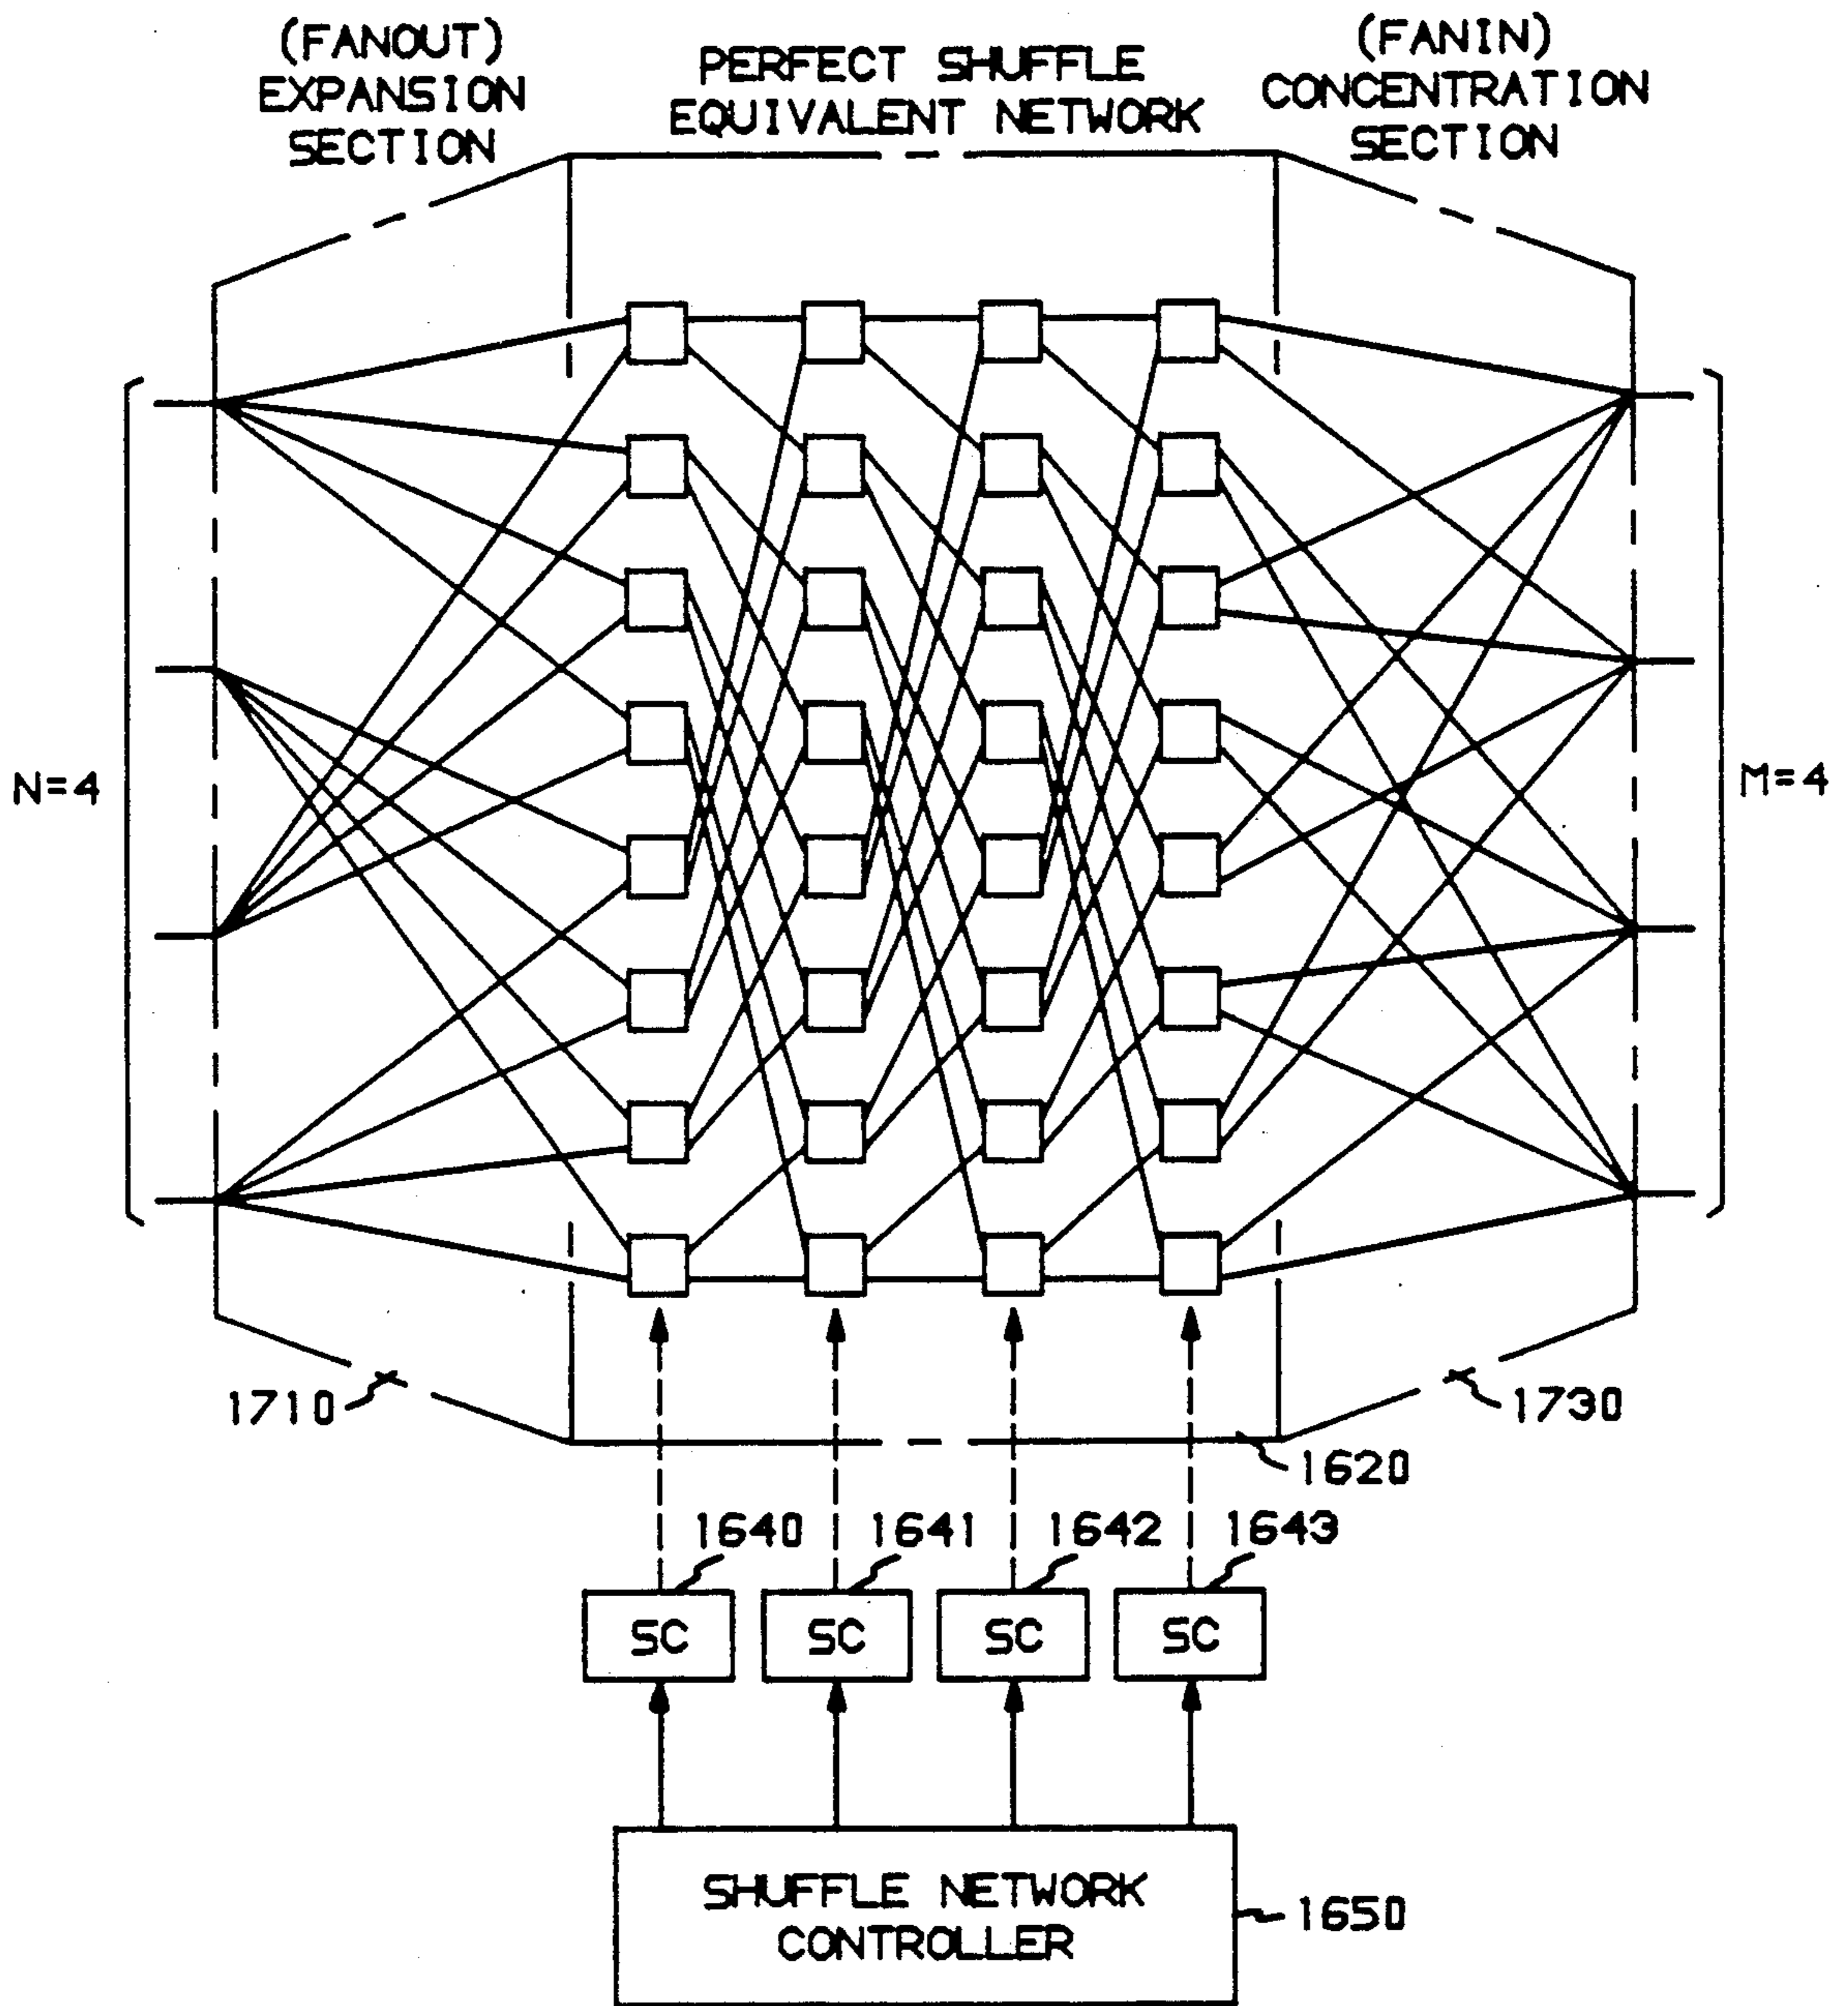 (FANOUT)
EXPANSION
SECTION
PERFECT SHUFFLE
EQUIVALENT NETWORK
(FANIN)
CONCENTRATION
SECTION
N=4
M=4
1710
1730
1620
1640
1641
1642
1643
SC
SC
SC
SC
SHUFFLE NETWORK
CONTROLLER
1650